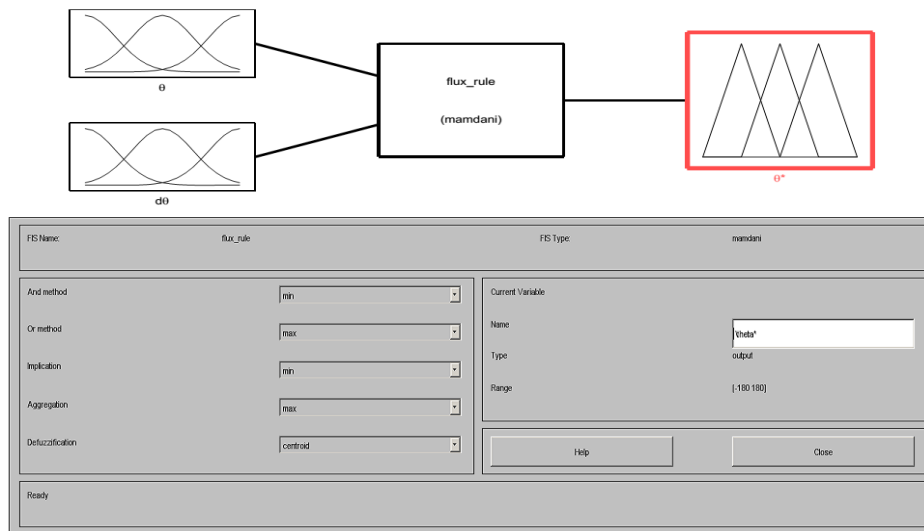 θ
flux_rule
(mamdani)
dθ
θ*
FIS Name: flux_rule FIS Type: mamdani
And method min
Or method max
Implication min
Aggregation max
Defuzzification centroid
Current Variable
Name \theta*
Type output
Range [-180 180]
Help Close
Ready